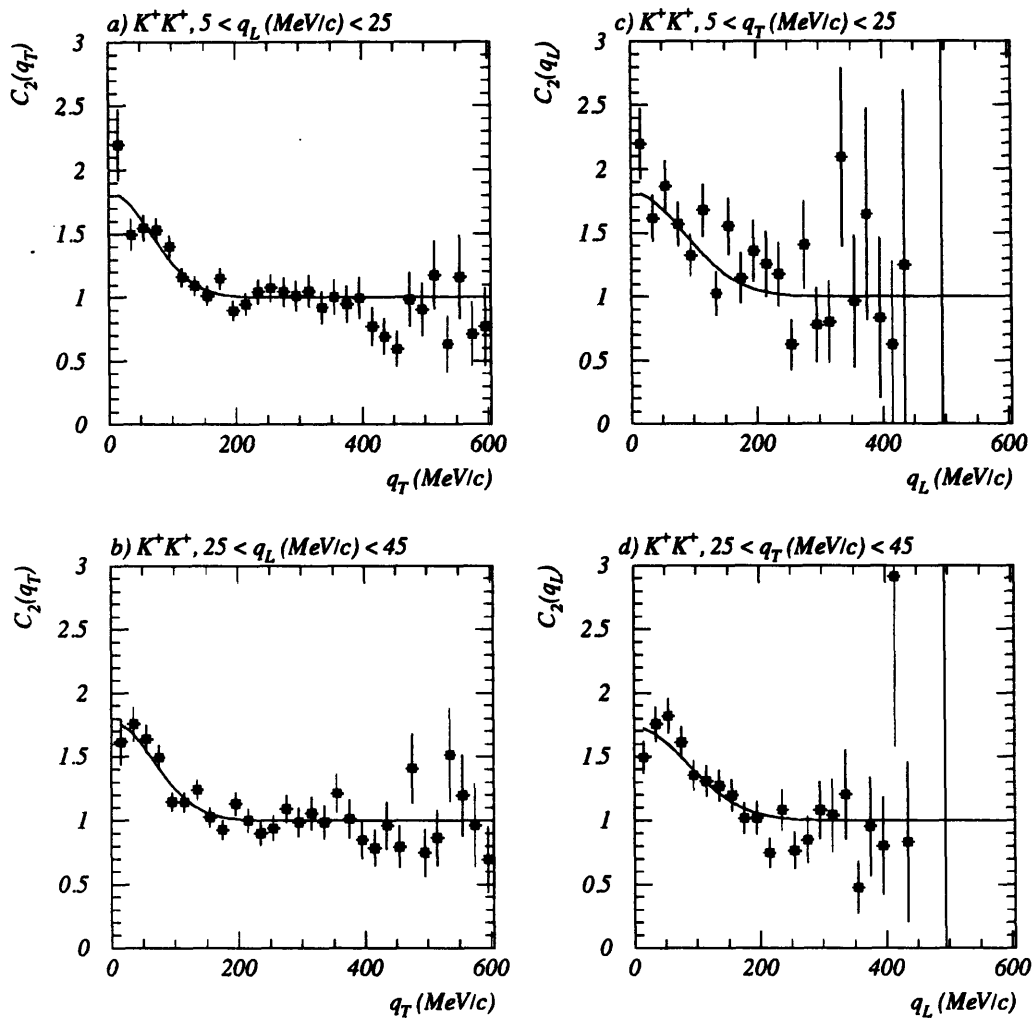 a) K⁺K⁺, 5 < q_L (MeV/c) < 25
C₂(q_T)
3
2.5
2
1.5
1
0.5
0
0 200 400 600
q_T (MeV/c)
c) K⁺K⁺, 5 < q_T (MeV/c) < 25
C₂(q_L)
3
2.5
2
1.5
1
0.5
0
0 200 400 600
q_L (MeV/c)
b) K⁺K⁺, 25 < q_L (MeV/c) < 45
C₂(q_T)
3
2.5
2
1.5
1
0.5
0
0 200 400 600
q_T (MeV/c)
d) K⁺K⁺, 25 < q_T (MeV/c) < 45
C₂(q_L)
3
2.5
2
1.5
1
0.5
0
0 200 400 600
q_L (MeV/c)